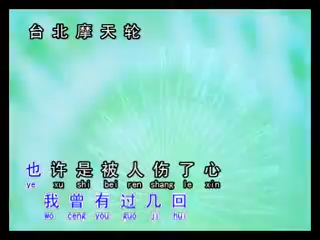 台北摩天轮
也许是被人伤了心
ye xu shi bei ren shang le xin
我曾有过几回
wo cenk you guo ji hui